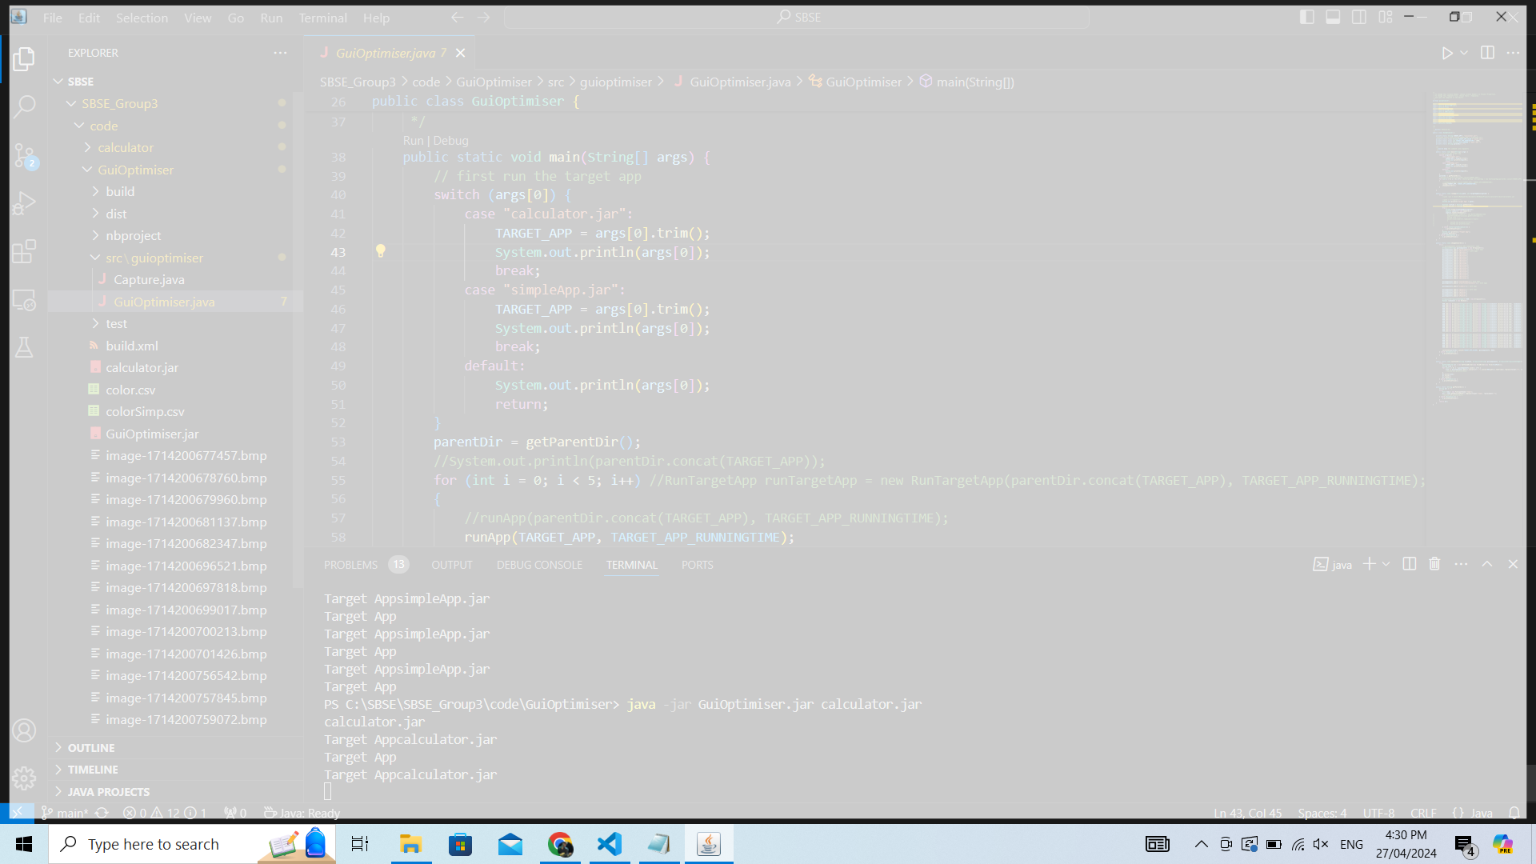 File Edit Selection View Go Run Terminal Help
SBSE
EXPLORER
SBSE
SBSE_Group3
code
calculator
GuiOptimiser
build
dist
nbproject
src\guioptimiser
Capture.java
GuiOptimiser.java 7
test
build.xml
calculator.jar
color.csv
colorSimp.csv
GuiOptimiser.jar
image-1714200677457.bmp
image-1714200678760.bmp
image-1714200679960.bmp
image-1714200681137.bmp
image-1714200682347.bmp
image-1714200696521.bmp
image-1714200697818.bmp
image-1714200699017.bmp
image-1714200700213.bmp
image-1714200701426.bmp
image-1714200756542.bmp
image-1714200757845.bmp
image-1714200759072.bmp
OUTLINE
TIMELINE
JAVA PROJECTS
2
GuiOptimiser.java 7
SBSE_Group3 > code > GuiOptimiser > src > guioptimiser > GuiOptimiser.java > GuiOptimiser > main(String[])
26 public class GuiOptimiser {
37 */
Run | Debug
38 public static void main(String[] args) {
39 // first run the target app
40 switch (args[0]) {
41 case "calculator.jar":
42 TARGET_APP = args[0].trim();
43 System.out.println(args[0]);
44 break;
45 case "simpleApp.jar":
46 TARGET_APP = args[0].trim();
47 System.out.println(args[0]);
48 break;
49 default:
50 System.out.println(args[0]);
51 return;
52 }
53 parentDir = getParentDir();
54 //System.out.println(parentDir.concat(TARGET_APP));
55 for (int i = 0; i < 5; i++) //RunTargetApp runTargetApp = new RunTargetApp(parentDir.concat(TARGET_APP), TARGET_APP_RUNNINGTIME);
56 {
57 //runApp(parentDir.concat(TARGET_APP), TARGET_APP_RUNNINGTIME);
58 runApp(TARGET_APP, TARGET_APP_RUNNINGTIME);
PROBLEMS 13 OUTPUT DEBUG CONSOLE TERMINAL PORTS
java
Target AppsimpleApp.jar
Target App
Target AppsimpleApp.jar
Target App
Target AppsimpleApp.jar
Target App
PS C:\SBSE\SBSE_Group3\code\GuiOptimiser> java -jar GuiOptimiser.jar calculator.jar
calculator.jar
Target Appcalculator.jar
Target App
Target Appcalculator.jar
main* 0 12 1 0 Java: Ready
Ln 43, Col 45 Spaces: 4 UTF-8 CRLF {} Java
Type here to search
ENG
4:30 PM
27/04/2024
4
PRE